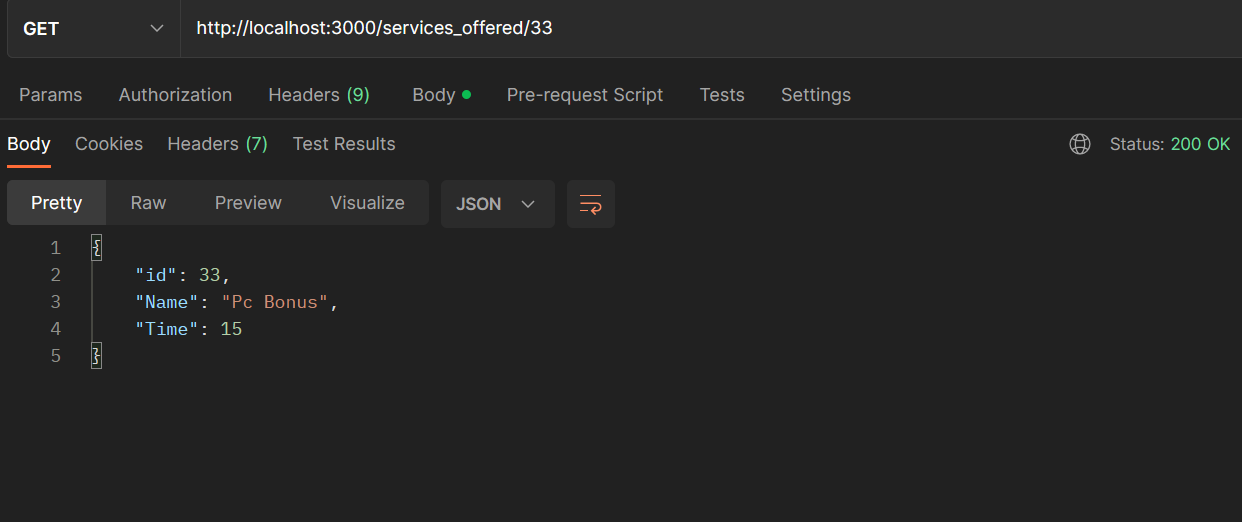 GET http://localhost:3000/services_offered/33
Params Authorization Headers (9) Body Pre-request Script Tests Settings
Body Cookies Headers (7) Test Results Status: 200 OK
Pretty Raw Preview Visualize JSON
1 {
2 "id": 33,
3 "Name": "Pc Bonus",
4 "Time": 15
5 }